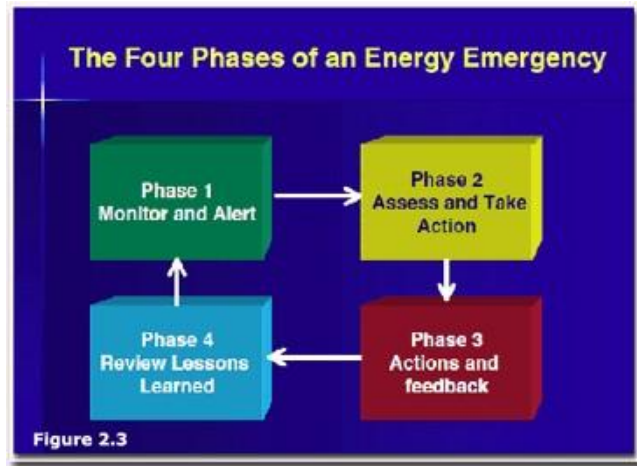 The Four Phases of an Energy Emergency
Phase 1
Monitor and Alert
Phase 2
Assess and Take
Action
Phase 4
Review Lessons
Learned
Phase 3
Actions and
feedback
Figure 2.3